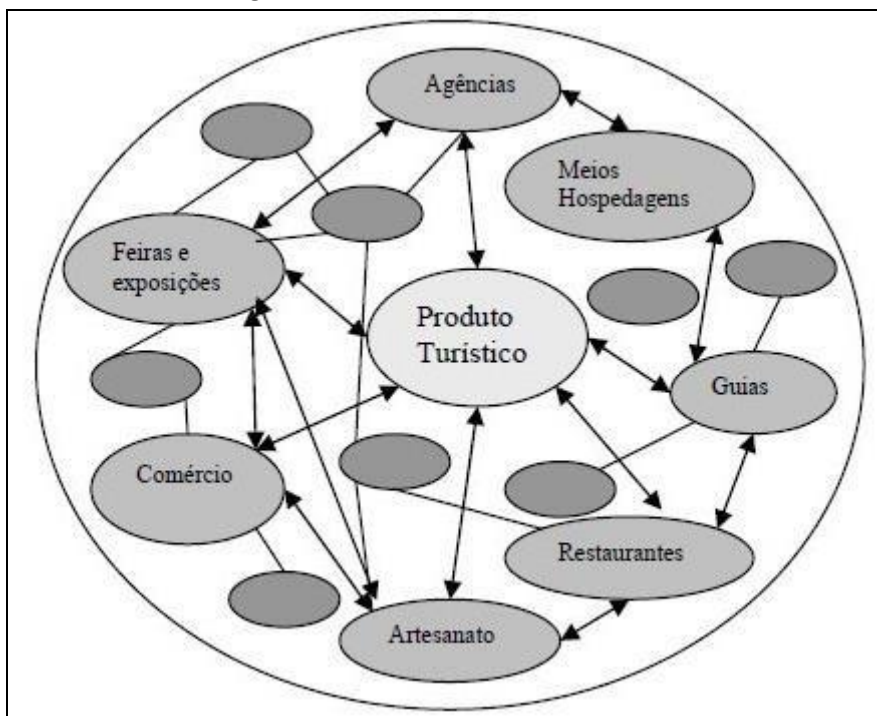 Agências
Meios
Hospedagens
Feiras e
exposições
Produto
Turístico
Guias
Comércio
Restaurantes
Artesanato